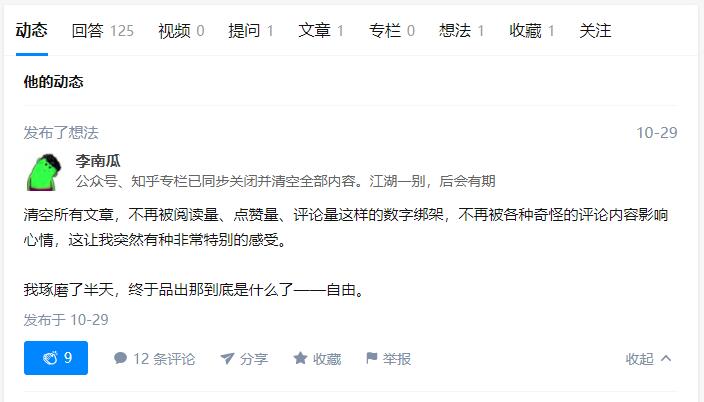 动态 回答 125 视频 0 提问 1 文章 1 专栏 0 想法 1 收藏 1 关注
他的动态
发布了想法 10-29
李南瓜
公众号、知乎专栏已同步关闭并清空全部内容。江湖一别，后会有期
清空所有文章，不再被阅读量、点赞量、评论量这样的数字绑架，不再被各种奇怪的评论内容影响
心情，这让我突然有种非常特别的感受。
我琢磨了半天，终于品出那到底是什么了——自由。
发布于 10-29
9 12 条评论 分享 收藏 举报 收起